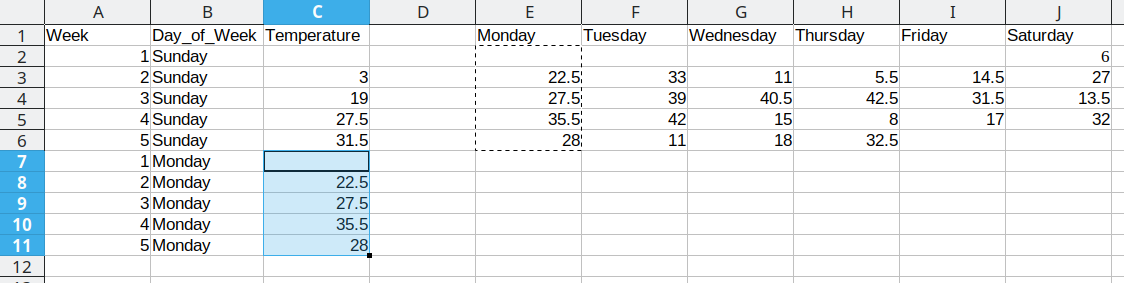 A B C D E F G H I J
1 Week Day_of_Week Temperature Monday Tuesday Wednesday Thursday Friday Saturday
2 1 Sunday 6
3 2 Sunday 3 22.5 33 11 5.5 14.5 27
4 3 Sunday 19 27.5 39 40.5 42.5 31.5 13.5
5 4 Sunday 27.5 35.5 42 15 8 17 32
6 5 Sunday 31.5 28 11 18 32.5
7 1 Monday
8 2 Monday 22.5
9 3 Monday 27.5
10 4 Monday 35.5
11 5 Monday 28
12